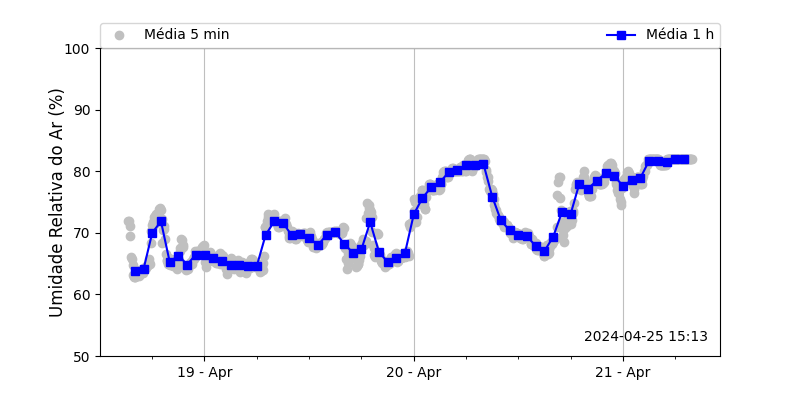 Média 5 min
Média 1 h
Umidade Relativa do Ar (%)
100
90
80
70
60
50
2024-04-25 15:13
19 - Apr
20 - Apr
21 - Apr